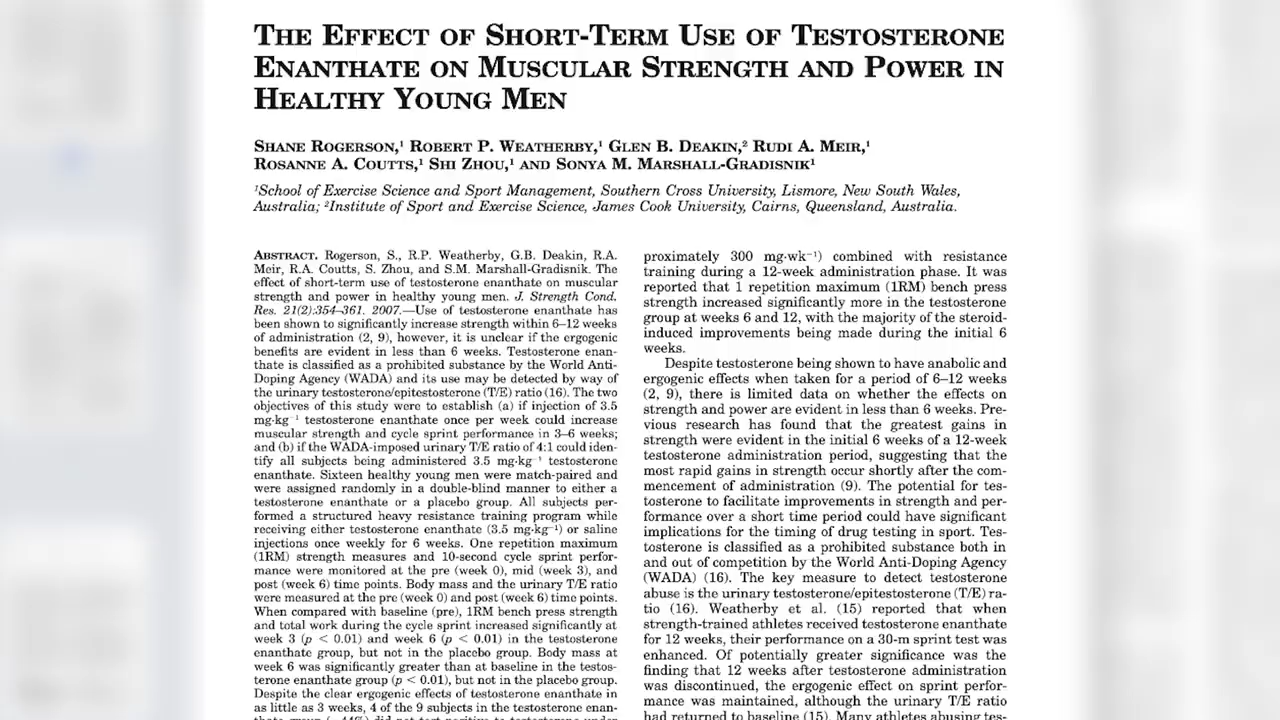 THE EFFECT OF SHORT-TERM USE OF TESTOSTERONE
ENANTHATE ON MUSCULAR STRENGTH AND POWER IN
HEALTHY YOUNG MEN
SHANE ROGERSON,¹ ROBERT P. WEATHERBY,¹ GLEN B. DEAKIN,² RUDI A. MEIR,¹
ROSANNE A. COUTTS,¹ SHI ZHOU,¹ AND SONYA M. MARSHALL-GRADISNIK¹
¹School of Exercise Science and Sport Management, Southern Cross University, Lismore, New South Wales,
Australia; ²Institute of Sport and Exercise Science, James Cook University, Cairns, Queensland, Australia.
ABSTRACT. Rogerson, S., R.P. Weatherby, G.B. Deakin, R.A.
Meir, R.A. Coutts, S. Zhou, and S.M. Marshall-Gradisnik. The
effect of short-term use of testosterone enanthate on muscular
strength and power in healthy young men. J. Strength Cond.
Res. 21(2):354–361. 2007.—Use of testosterone enanthate has
been shown to significantly increase strength within 6–12 weeks
of administration (2, 9), however, it is unclear if the ergogenic
benefits are evident in less than 6 weeks. Testosterone enan-
thate is classified as a prohibited substance by the World Anti-
Doping Agency (WADA) and its use may be detected by way of
the urinary testosterone/epitestosterone (T/E) ratio (16). The two
objectives of this study were to establish (a) if injection of 3.5
mg·kg⁻¹ testosterone enanthate once per week could increase
muscular strength and cycle sprint performance in 3–6 weeks;
and (b) if the WADA-imposed urinary T/E ratio of 4:1 could iden-
tify all subjects being administered 3.5 mg·kg⁻¹ testosterone
enanthate. Sixteen healthy young men were match-paired and
were assigned randomly in a double-blind manner to either a
testosterone enanthate or a placebo group. All subjects per-
formed a structured heavy resistance training program while
receiving either testosterone enanthate (3.5 mg·kg⁻¹) or saline
injections once weekly for 6 weeks. One repetition maximum
(1RM) strength measures and 10-second cycle sprint perfor-
mance were monitored at the pre (week 0), mid (week 3), and
post (week 6) time points. Body mass and the urinary T/E ratio
were measured at the pre (week 0) and post (week 6) time points.
When compared with baseline (pre), 1RM bench press strength
and total work during the cycle sprint increased significantly at
week 3 (p < 0.01) and week 6 (p < 0.01) in the testosterone
enanthate group, but not in the placebo group. Body mass at
week 6 was significantly greater than at baseline in the testos-
terone enanthate group (p < 0.01), but not in the placebo group.
Despite the clear ergogenic effects of testosterone enanthate in
as little as 3 weeks, 4 of the 9 subjects in the testosterone enan-
thate group (~44%) did not test positive to testosterone under
proximately 300 mg·wk⁻¹) combined with resistance
training during a 12-week administration phase. It was
reported that 1 repetition maximum (1RM) bench press
strength increased significantly more in the testosterone
group at weeks 6 and 12, with the majority of the steroid-
induced improvements being made during the initial 6
weeks.
Despite testosterone being shown to have anabolic and
ergogenic effects when taken for a period of 6–12 weeks
(2, 9), there is limited data on whether the effects on
strength and power are evident in less than 6 weeks. Pre-
vious research has found that the greatest gains in
strength were evident in the initial 6 weeks of a 12-week
testosterone administration period, suggesting that the
most rapid gains in strength occur shortly after the com-
mencement of administration (9). The potential for tes-
tosterone to facilitate improvements in strength and per-
formance over a short time period could have significant
implications for the timing of drug testing in sport. Tes-
tosterone is classified as a prohibited substance both in
and out of competition by the World Anti-Doping Agency
(WADA) (16). The key measure to detect testosterone
abuse is the urinary testosterone/epitestosterone (T/E) ra-
tio (16). Weatherby et al. (15) reported that when
strength-trained athletes received testosterone enanthate
for 12 weeks, their performance on a 30-m sprint test was
enhanced. Of potentially greater significance was the
finding that 12 weeks after testosterone administration
was discontinued, the ergogenic effect on sprint perfor-
mance was maintained, although the urinary T/E ratio
had returned to baseline (15). Many athletes abusing tes-